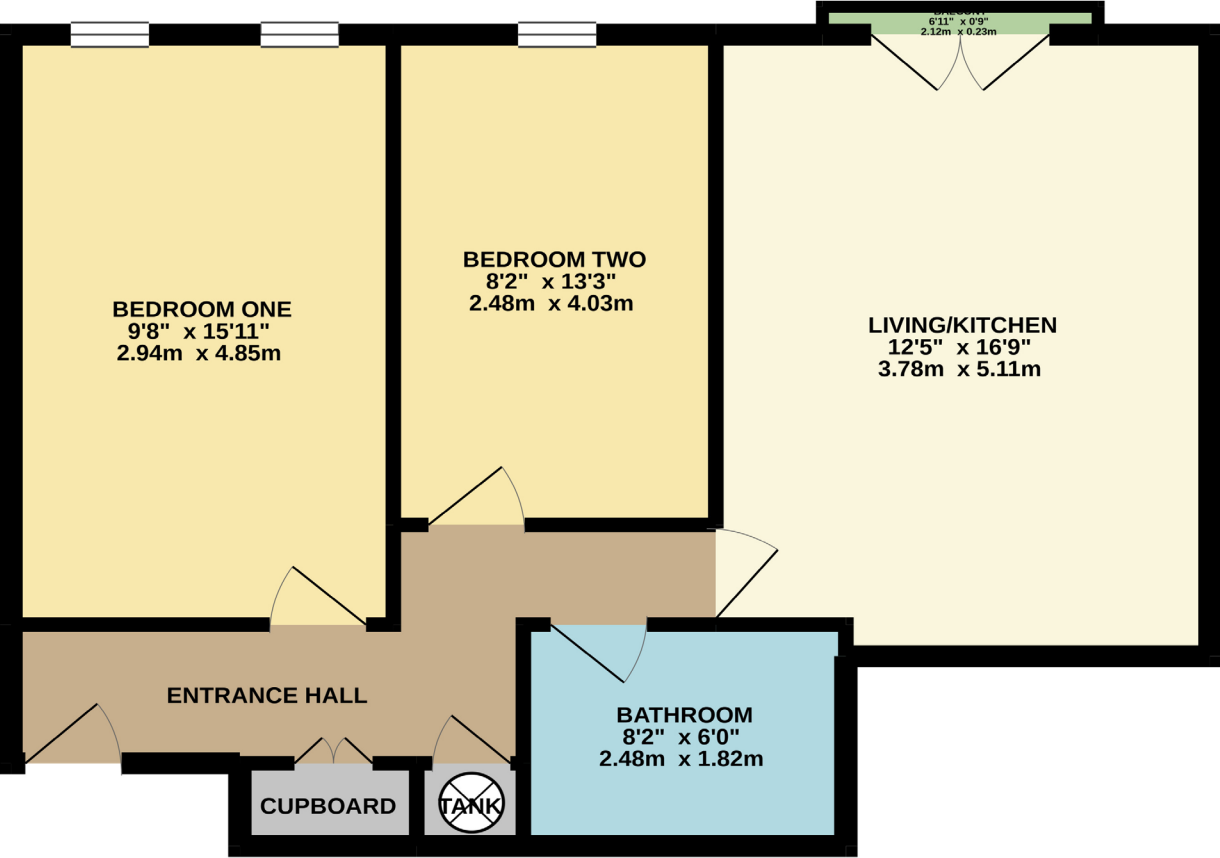 6'11" x 0'9"
2.12m x 0.23m
BEDROOM TWO
8'2" x 13'3"
2.48m x 4.03m
BEDROOM ONE
9'8" x 15'11"
2.94m x 4.85m
LIVING/KITCHEN
12'5" x 16'9"
3.78m x 5.11m
ENTRANCE HALL
BATHROOM
8'2" x 6'0"
2.48m x 1.82m
CUPBOARD
TANK